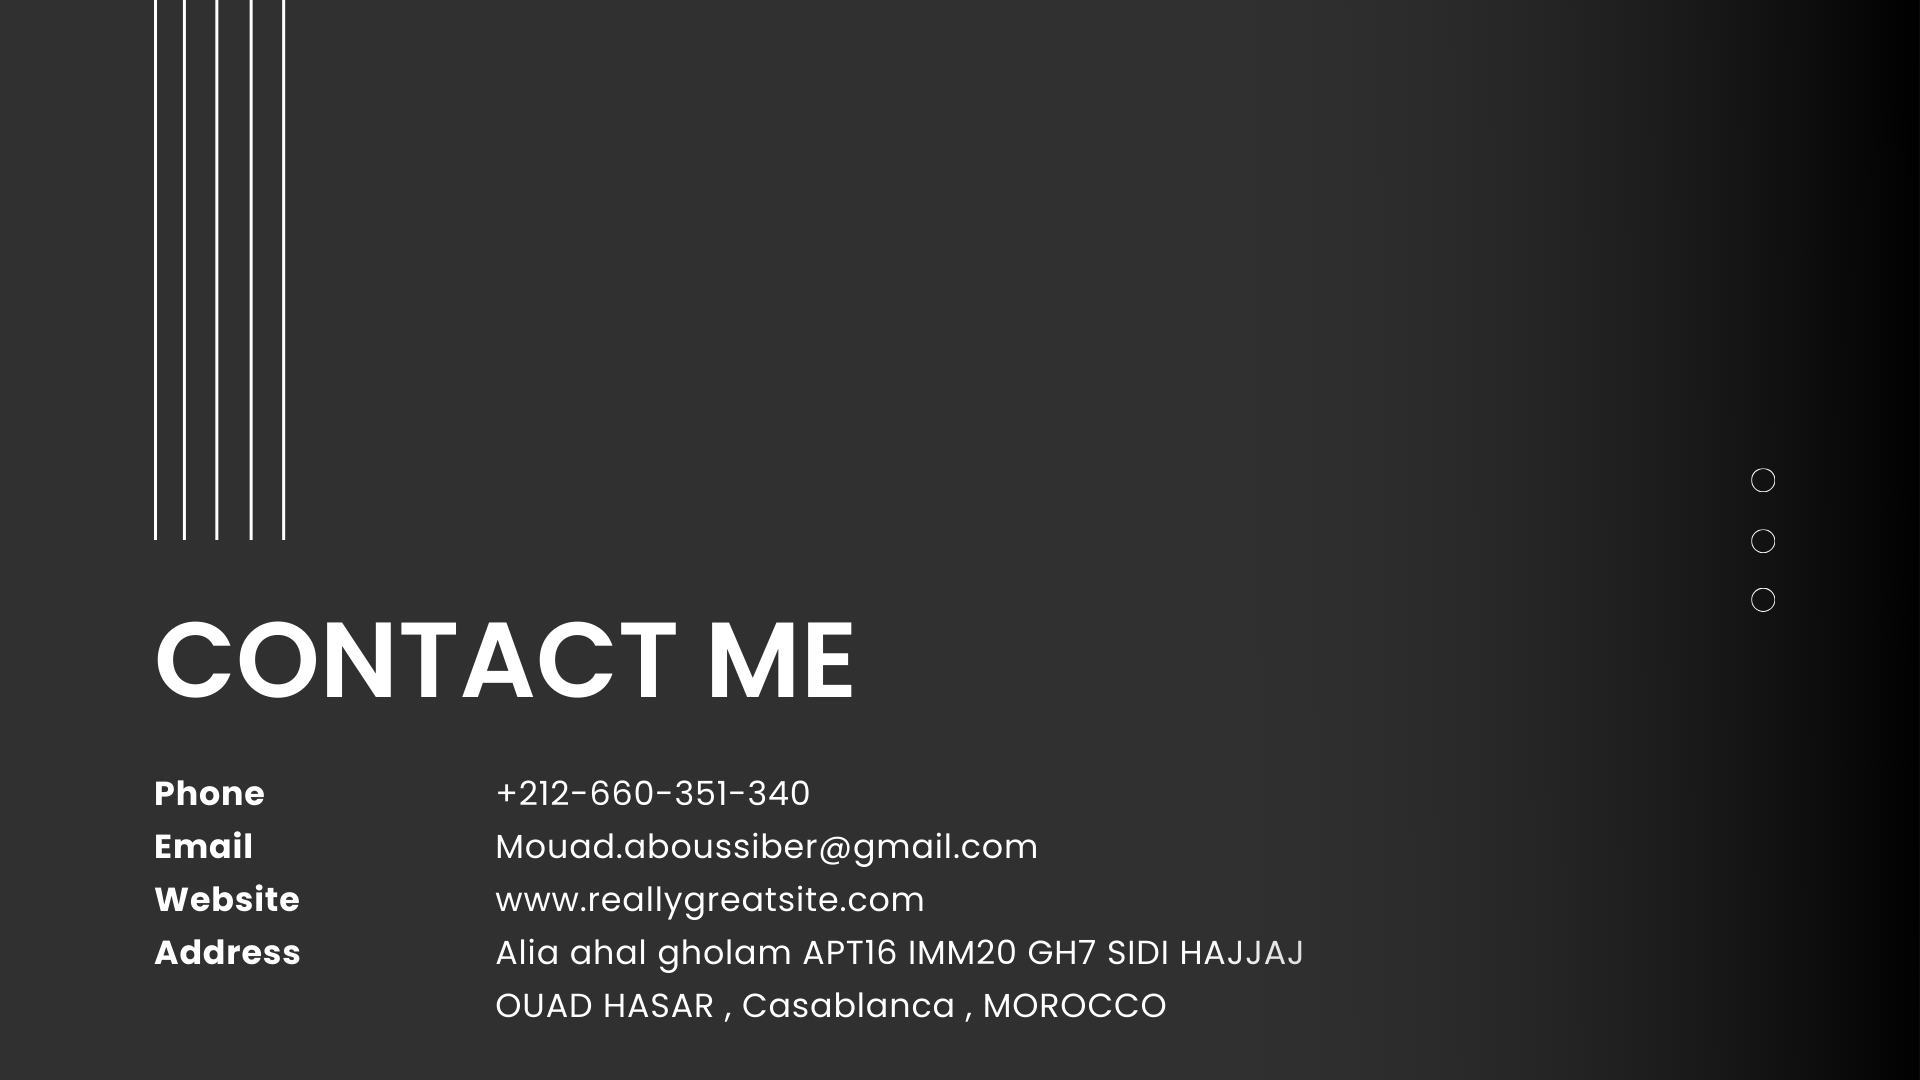 CONTACT ME
Phone +212-660-351-340
Email Mouad.aboussiber@gmail.com
Website www.reallygreatsite.com
Address Alia ahal gholam APT16 IMM20 GH7 SIDI HAJJAJ
OUAD HASAR , Casablanca , MOROCCO